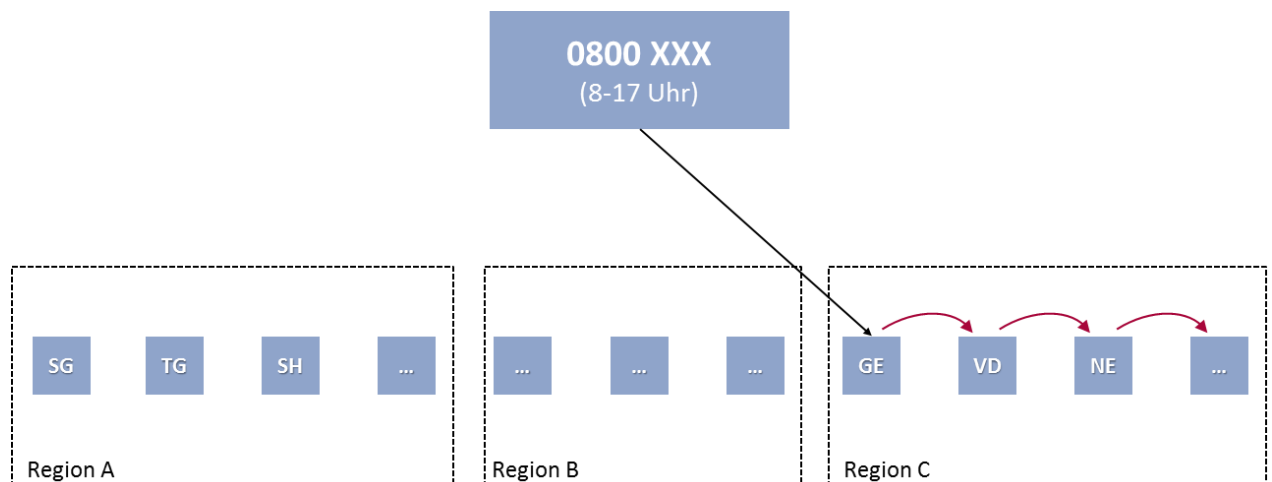 0800 XXX
(8-17 Uhr)
SG TG SH ... ... ... ... GE VD NE ...
Region A Region B Region C